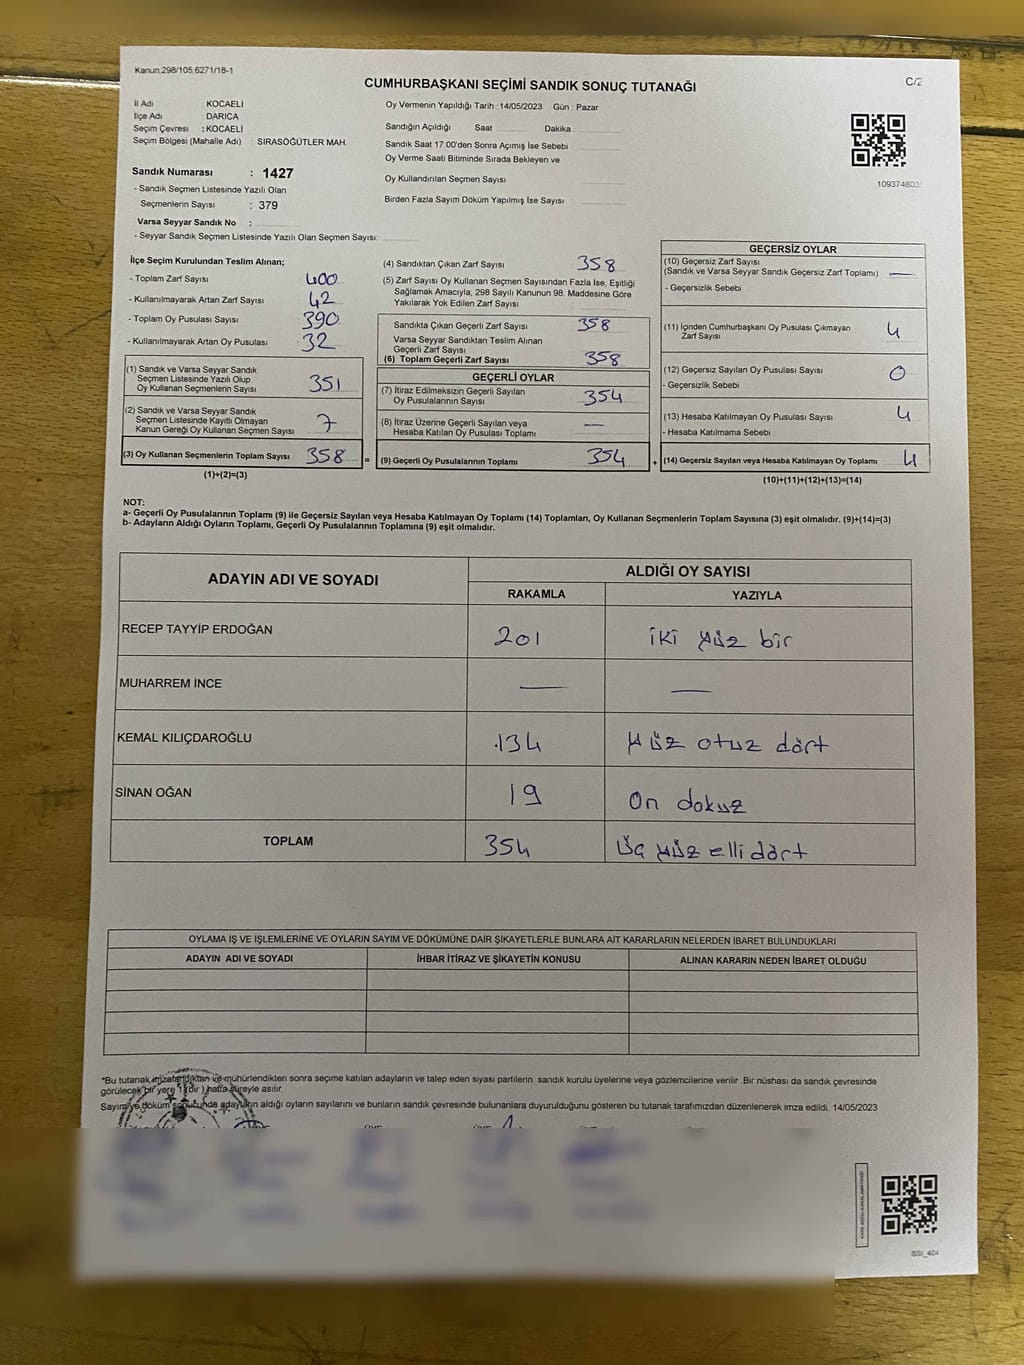 Kanun:298/105,6271/18-1
CUMHURBAŞKANI SEÇİMİ SANDIK SONUÇ TUTANAĞI
C/2
İl Adı KOCAELİ
İlçe Adı : DARICA
Seçim Çevresi : KOCAELİ
Seçim Bölgesi (Mahalle Adı) : SIRASÖĞÜTLER MAH.
Sandık Numarası : 1427
- Sandık Seçmen Listesinde Yazılı Olan
Seçmenlerin Sayısı : 379
Varsa Seyyar Sandık No :
- Seyyar Sandık Seçmen Listesinde Yazılı Olan Seçmen Sayısı:
Oy Vermenin Yapıldığı Tarih : 14/05/2023 Gün : Pazar
Sandığın Açıldığı Saat Dakika
Sandık Saat 17:00'den Sonra Açımış İse Sebebi
Oy Verme Saati Bitiminde Sırada Bekleyen ve
Oy Kullandırılan Seçmen Sayısı
Birden Fazla Sayım Döküm Yapılmış İse Sayısı
109374803
İlçe Seçim Kurulundan Teslim Alınan;
- Toplam Zarf Sayısı 400
- Kullanılmayarak Artan Zarf Sayısı 42
- Toplam Oy Pusulası Sayısı 390
- Kullanılmayarak Artan Oy Pusulası 32
(1) Sandık ve Varsa Seyyar Sandık
Seçmen Listesinde Yazılı Olup
Oy Kullanan Seçmenlerin Sayısı 351
(2) Sandık ve Varsa Seyyar Sandık
Seçmen Listesinde Kayıtlı Olmayan
Kanun Gereği Oy Kullanan Seçmen Sayısı 7
(3) Oy Kullanan Seçmenlerin Toplam Sayısı 358 =
(1)+(2)=(3)
(4) Sandıktan Çıkan Zarf Sayısı 358
(5) Zarf Sayısı Oy Kullanan Seçmen Sayısından Fazla İse, Eşitliği
Sağlamak Amacıyla, 298 Sayılı Kanunun 98. Maddesine Göre
Yakılarak Yok Edilen Zarf Sayısı
Sandıkta Çıkan Geçerli Zarf Sayısı 358
Varsa Seyyar Sandıktan Teslim Alınan
Geçerli Zarf Sayısı
(6) Toplam Geçerli Zarf Sayısı 358
GEÇERLİ OYLAR
(7) İtiraz Edilmeksizin Geçerli Sayılan
Oy Pusulalarının Sayısı 354
(8) İtiraz Üzerine Geçerli Sayılan veya
Hesaba Katılan Oy Pusulası Toplamı —
(9) Geçerli Oy Pusulalarının Toplamı 354 +
GEÇERSİZ OYLAR
(10) Geçersiz Zarf Sayısı
(Sandık ve Varsa Seyyar Sandık Geçersiz Zarf Toplamı) —
- Geçersizlik Sebebi
(11) İçinden Cumhurbaşkanı Oy Pusulası Çıkmayan
Zarf Sayısı 4
(12) Geçersiz Sayılan Oy Pusulası Sayısı 0
- Geçersizlik Sebebi
(13) Hesaba Katılmayan Oy Pusulası Sayısı 4
- Hesaba Katılmama Sebebi
(14) Geçersiz Sayılan veya Hesaba Katılmayan Oy Toplamı 4
(10)+(11)+(12)+(13)=(14)
NOT:
a- Geçerli Oy Pusulalarının Toplamı (9) ile Geçersiz Sayılan veya Hesaba Katılmayan Oy Toplamı (14) Toplamları, Oy Kullanan Seçmenlerin Toplam Sayısına (3) eşit olmalıdır. (9)+(14)=(3)
b- Adayların Aldığı Oyların Toplamı, Geçerli Oy Pusulalarının Toplamına (9) eşit olmalıdır.
ADAYIN ADI VE SOYADI ALDIĞI OY SAYISI
RAKAMLA YAZIYLA
RECEP TAYYİP ERDOĞAN 201 iki yüz bir
MUHARREM İNCE — —
KEMAL KILIÇDAROĞLU 134 yüz otuz dört
SİNAN OĞAN 19 On dokuz
TOPLAM 354 Üç yüz elli dört
OYLAMA İŞ VE İŞLEMLERİNE VE OYLARIN SAYIM VE DÖKÜMÜNE DAİR ŞİKAYETLERLE BUNLARA AİT KARARLARIN NELERDEN İBARET BULUNDUKLARI
ADAYIN ADI VE SOYADI İHBAR İTİRAZ VE ŞİKAYETİN KONUSU ALINAN KARARIN NEDEN İBARET OLDUĞU
*Bu tutanak imzalandıktan ve mühürlendikten sonra seçime katılan adayların ve talep eden siyasi partilerin sandık kurulu üyelerine veya gözlemcilerine verilir. Bir nüshası da sandık çevresinde
görülecek bir yere 1 (bir ) hafta süreyle asılır.
Sayım ve döküm sonucunda adayların aldığı oyların sayılarını ve bunların sandık çevresinde bulunanlara duyurulduğunu gösteren bu tutanak tarafımızdan düzenlenerek imza edildi. 14/05/2023
SSI_404